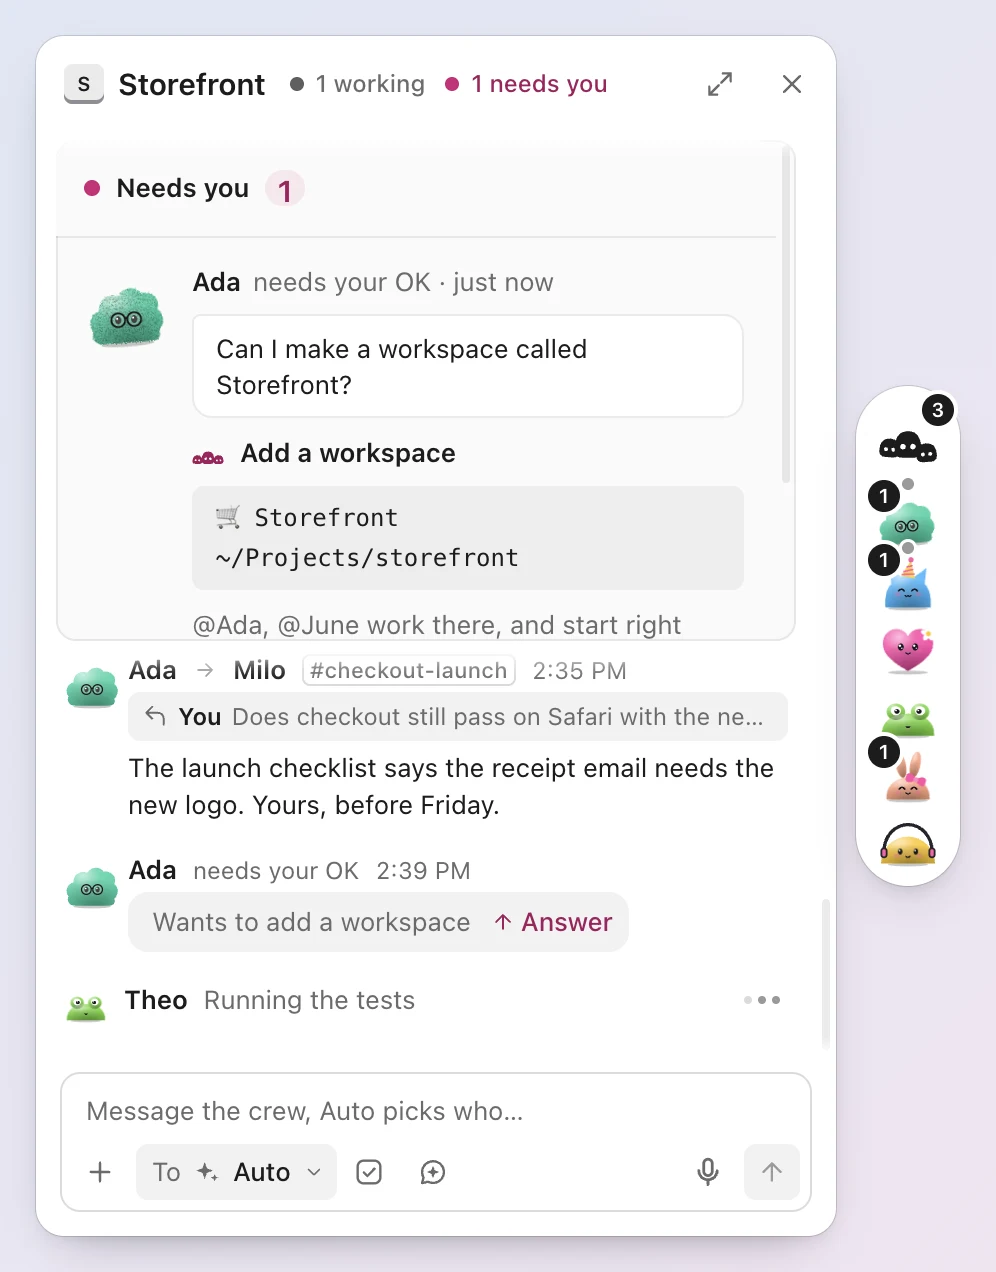 S Storefront 1 working 1 needs you
Needs you 1
Ada needs your OK · just now
Can I make a workspace called
Storefront?
Add a workspace
Storefront
~/Projects/storefront
@Ada, @June work there, and start right
Ada → Milo #checkout-launch 2:35 PM
You Does checkout still pass on Safari with the ne...
The launch checklist says the receipt email needs the
new logo. Yours, before Friday.
Ada needs your OK 2:39 PM
Wants to add a workspace ↑ Answer
Theo Running the tests
Message the crew, Auto picks who...
To Auto
3
1
1
1